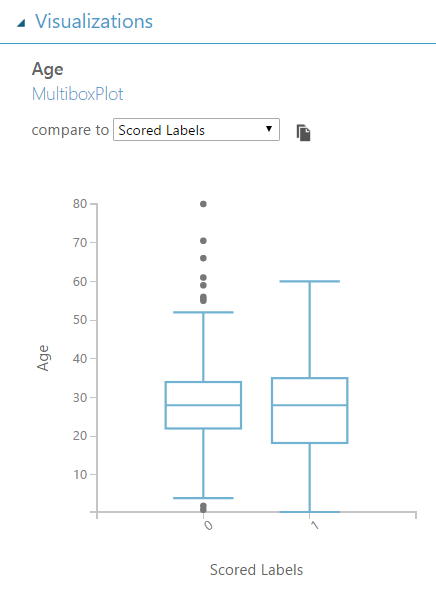 Visualizations
Age
MultiboxPlot
compare to Scored Labels
80
70
60
50
40
30
20
10
Age
0 1
Scored Labels